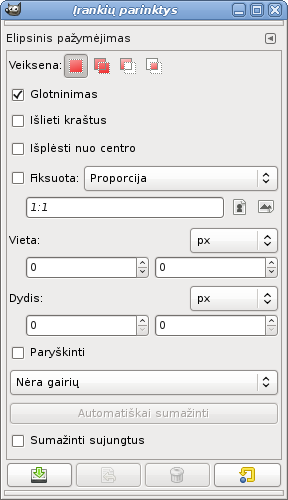 Įrankių parinktys
Elipsinis pažymėjimas
Veiksena:
Glotninimas
Išlieti kraštus
Išplėsti nuo centro
Fiksuota: Proporcija
1:1
Vieta: px
0 0
Dydis: px
0 0
Paryškinti
Nėra gairių
Automatiškai sumažinti
Sumažinti sujungtus